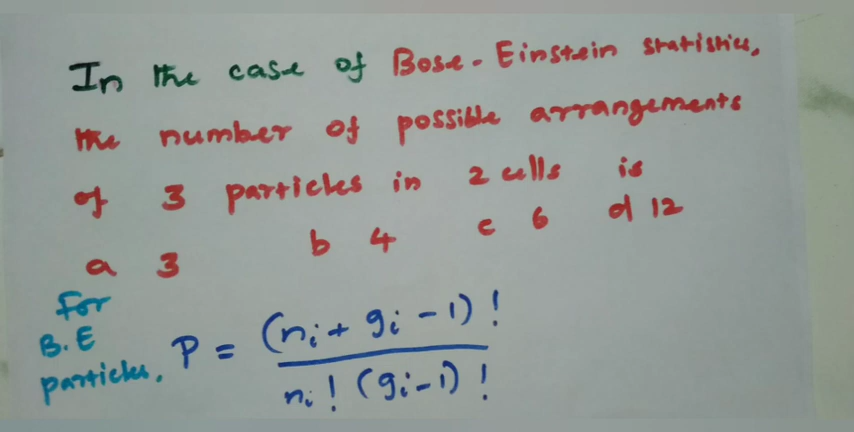 In the case of Bose-Einstein statistics,
the number of possible arrangements
of 3 particles in 2 cells is
a 3 b 4 c 6 d 12
for
B.E
particles, P = (nᵢ + gᵢ - 1)! / nᵢ! (gᵢ-1)!